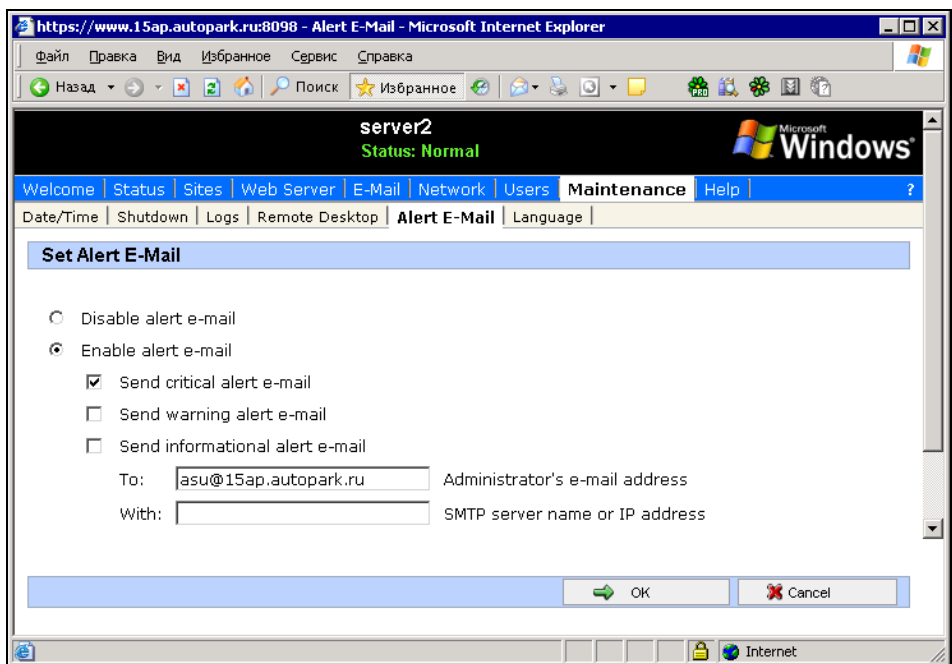 https://www.15ap.autopark.ru:8098 - Alert E-Mail - Microsoft Internet Explorer
Файл Правка Вид Избранное Сервис Справка
Назад Поиск Избранное
PRO
server2
Status: Normal
Microsoft
Windows
Welcome Status Sites Web Server E-Mail Network Users Maintenance Help ?
Date/Time Shutdown Logs Remote Desktop Alert E-Mail Language
Set Alert E-Mail
Disable alert e-mail
Enable alert e-mail
Send critical alert e-mail
Send warning alert e-mail
Send informational alert e-mail
To: asu@15ap.autopark.ru Administrator's e-mail address
With: SMTP server name or IP address
OK Cancel
Internet